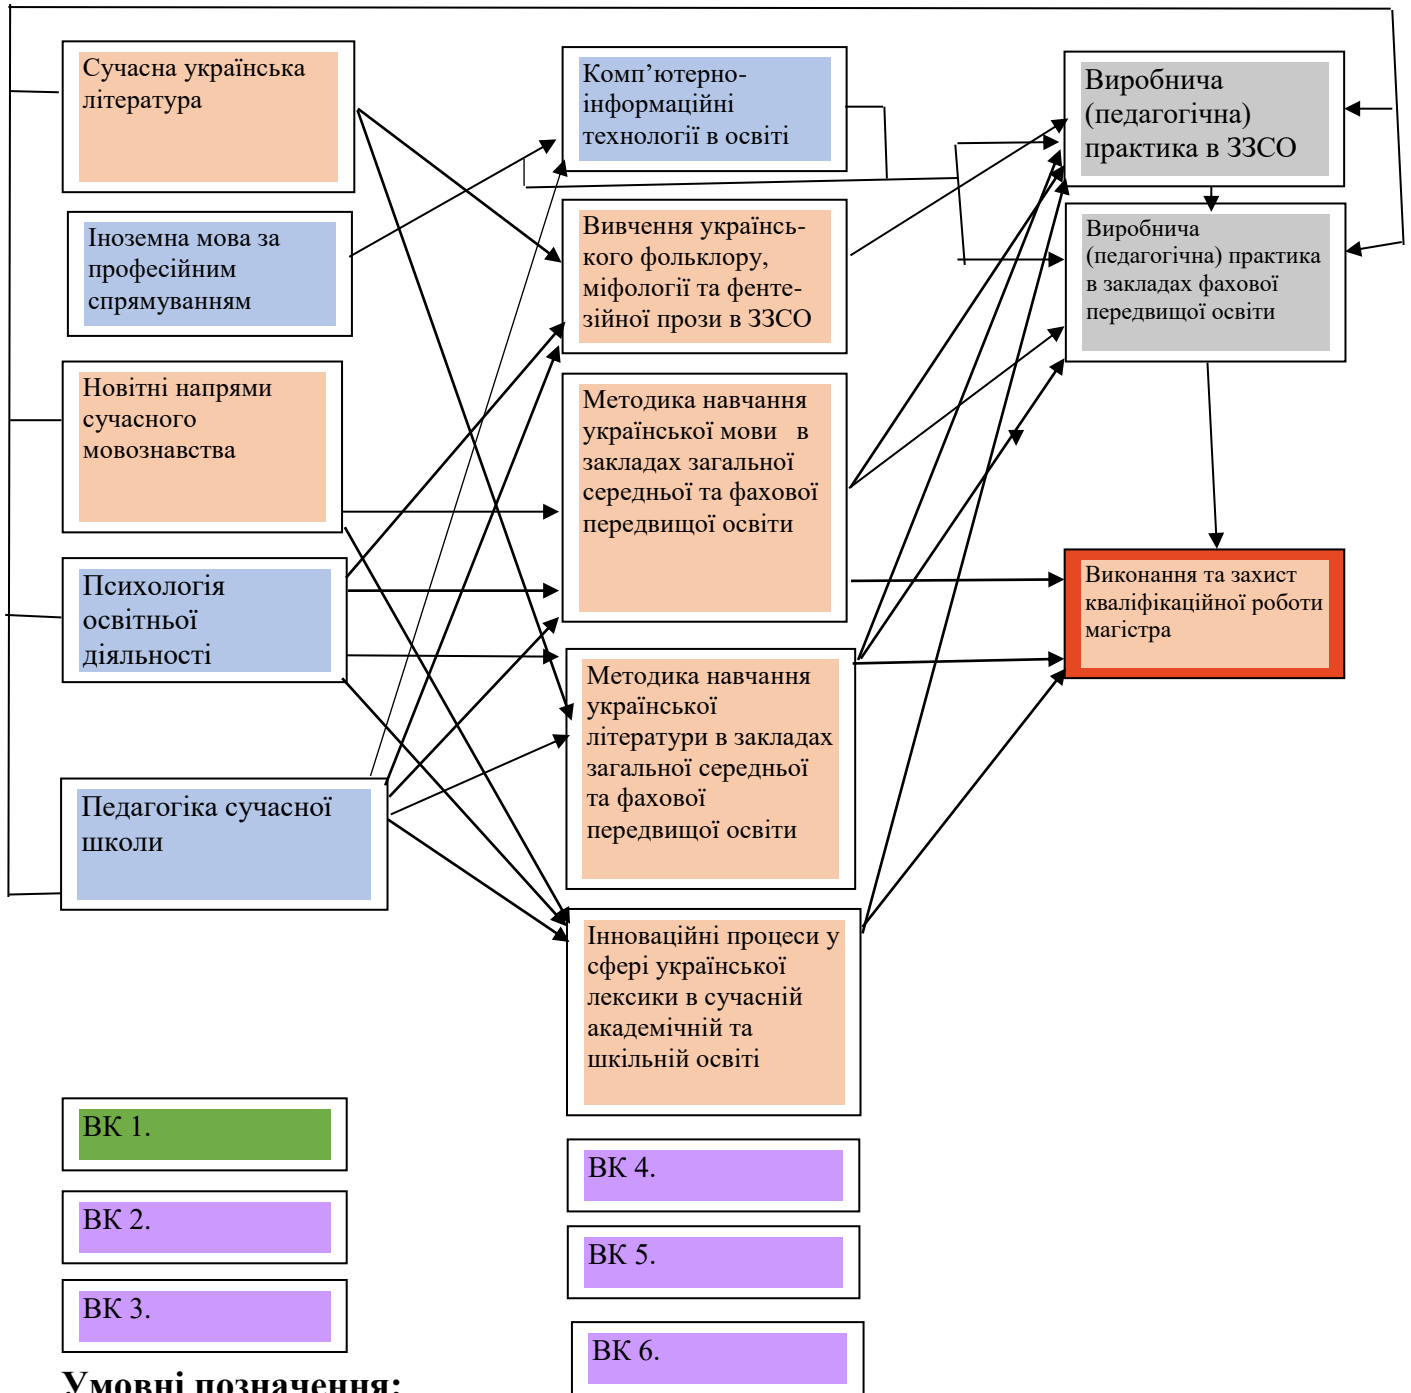 Сучасна українська
література
Іноземна мова за
професійним
спрямуванням
Новітні напрями
сучасного
мовознавства
Психологія
освітньої
діяльності
Педагогіка сучасної
школи
Комп’ютерно-
інформаційні
технології в освіті
Вивчення українсь-
кого фольклору,
міфології та фенте-
зійної прози в ЗЗСО
Методика навчання
української мови в
закладах загальної
середньої та фахової
передвищої освіти
Методика навчання
української
літератури в закладах
загальної середньої
та фахової
передвищої освіти
Інноваційні процеси у
сфері української
лексики в сучасній
академічній та
шкільній освіті
Виробнича
(педагогічна)
практика в ЗЗСО
Виробнича
(педагогічна) практика
в закладах фахової
передвищої освіти
Виконання та захист
кваліфікаційної роботи
магістра
ВК 1.
ВК 2.
ВК 3.
ВК 4.
ВК 5.
ВК 6.
Умовні позначення: